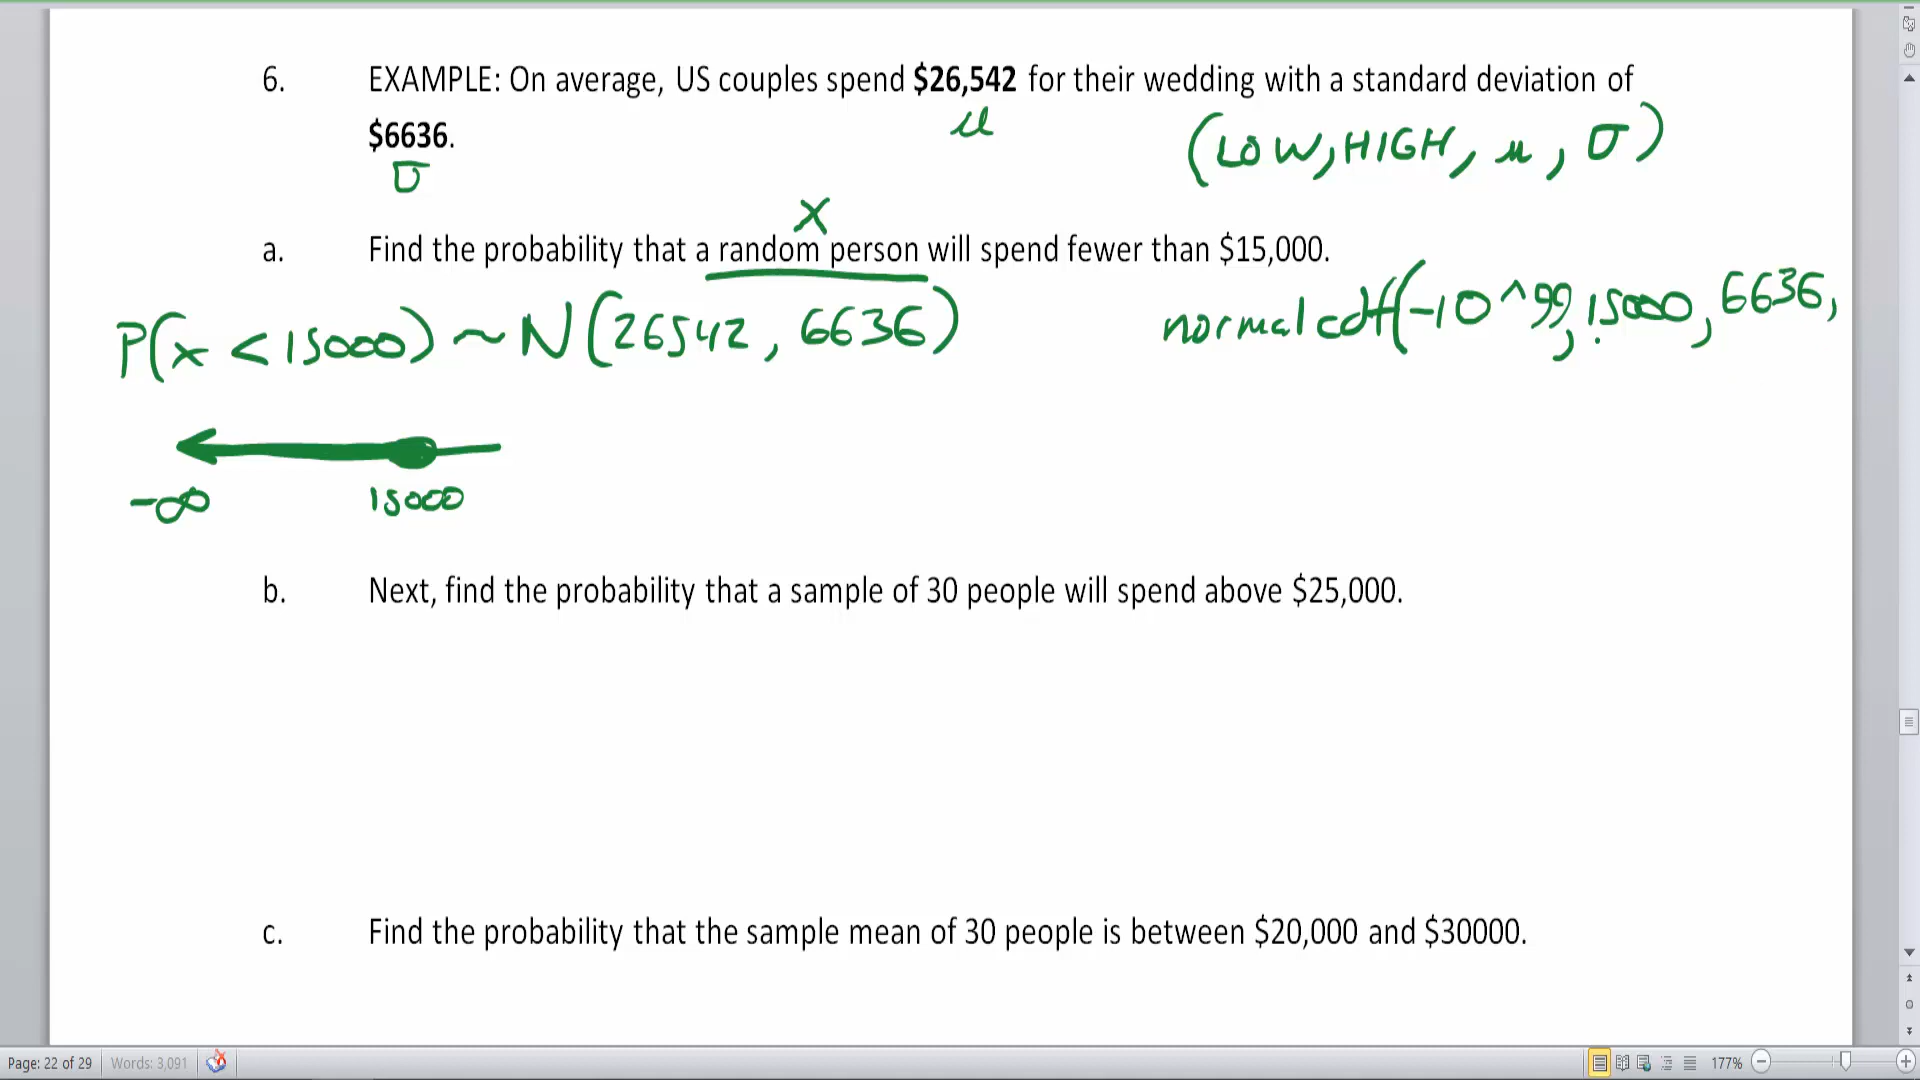 6. EXAMPLE: On average, US couples spend $26,542 for their wedding with a standard deviation of
μ
$6636.
(LOW, HIGH, μ, σ)
σ
x
a. Find the probability that a random person will spend fewer than $15,000.
P(x < 15000) ~ N(26542, 6636)
normalcdf(-10^99, 15000, 6636,
-∞ 15000
b. Next, find the probability that a sample of 30 people will spend above $25,000.
c. Find the probability that the sample mean of 30 people is between $20,000 and $30000.
Page: 22 of 29 Words: 3,091 177%